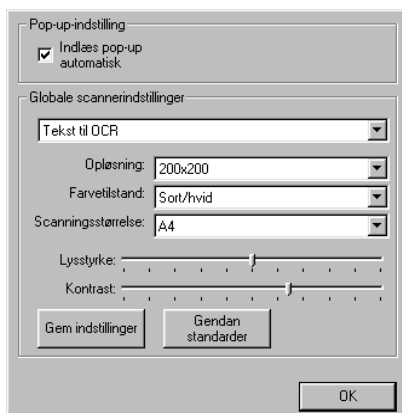 Pop-up-indstilling
Indlæs pop-up
automatisk
Globale scannerindstillinger
Tekst til OCR
Opløsning: 200x200
Farvetilstand: Sort/hvid
Scanningsstørrelse: A4
Lysstyrke:
Kontrast:
Gem indstillinger
Gendan
standarder
OK